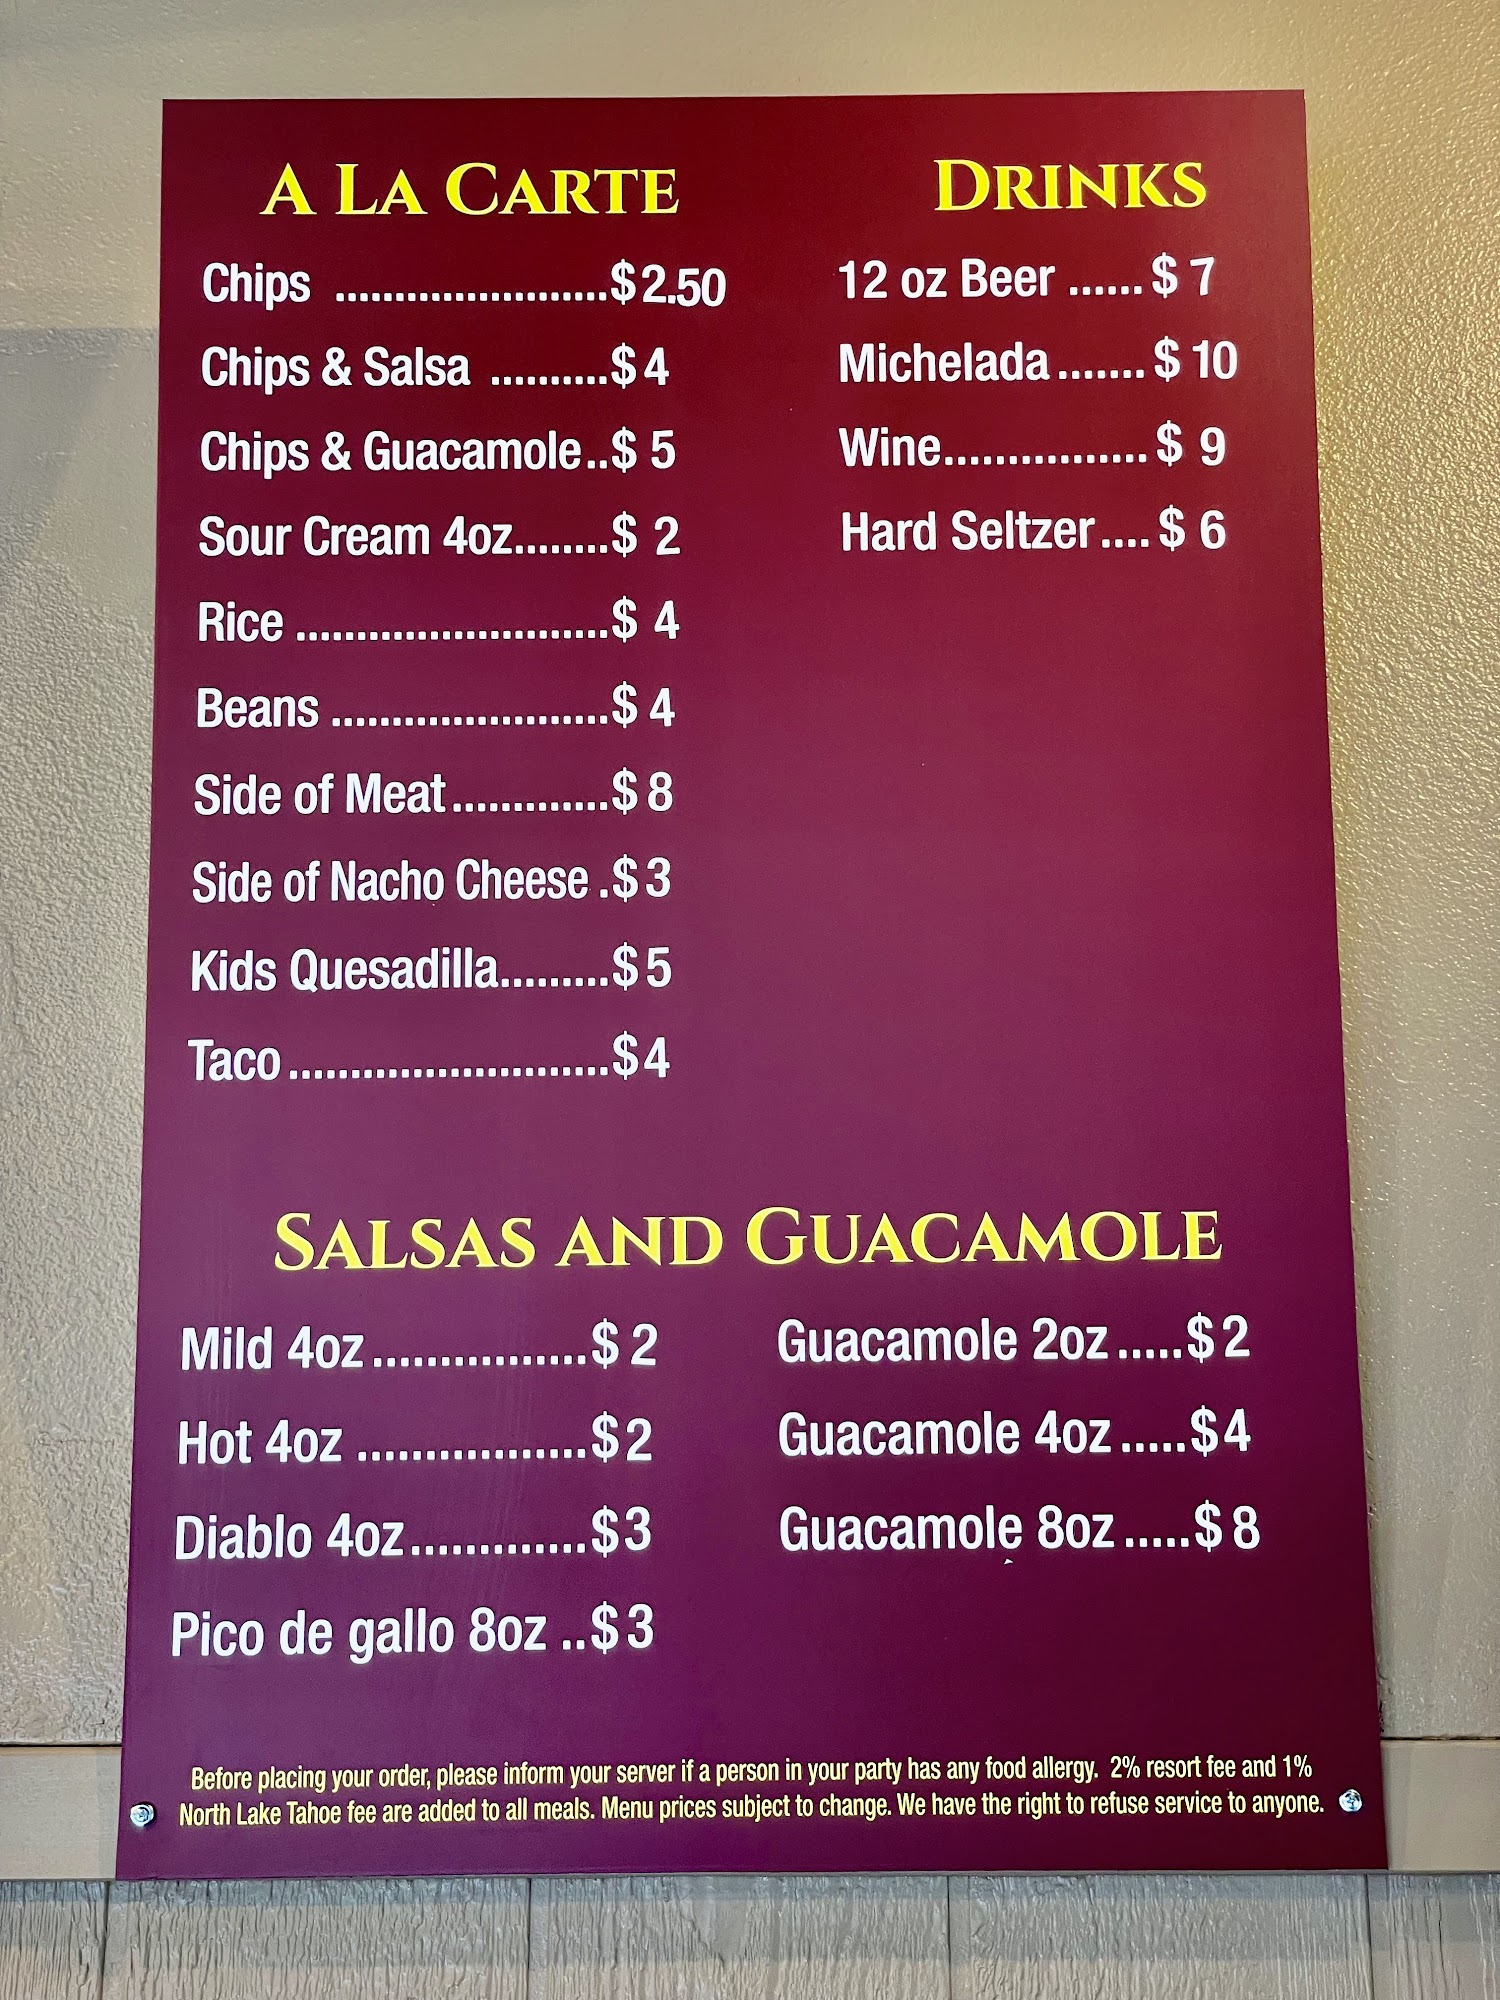 A LA CARTE
Chips .......................$2.50
Chips & Salsa ..........$4
Chips & Guacamole..$ 5
Sour Cream 4oz........$ 2
Rice ..........................$ 4
Beans .......................$ 4
Side of Meat.............$8
Side of Nacho Cheese .$3
Kids Quesadilla.........$5
Taco...........................$4
DRINKS
12 oz Beer ......$ 7
Michelada.......$ 10
Wine................$ 9
Hard Seltzer....$ 6
SALSAS AND GUACAMOLE
Mild 4oz................$ 2
Hot 4oz .................$2
Diablo 4oz.............$3
Pico de gallo 8oz ..$3
Guacamole 2oz.....$2
Guacamole 4oz.....$4
Guacamole 8oz.....$8
Before placing your order, please inform your server if a person in your party has any food allergy. 2% resort fee and 1%
North Lake Tahoe fee are added to all meals. Menu prices subject to change. We have the right to refuse service to anyone.